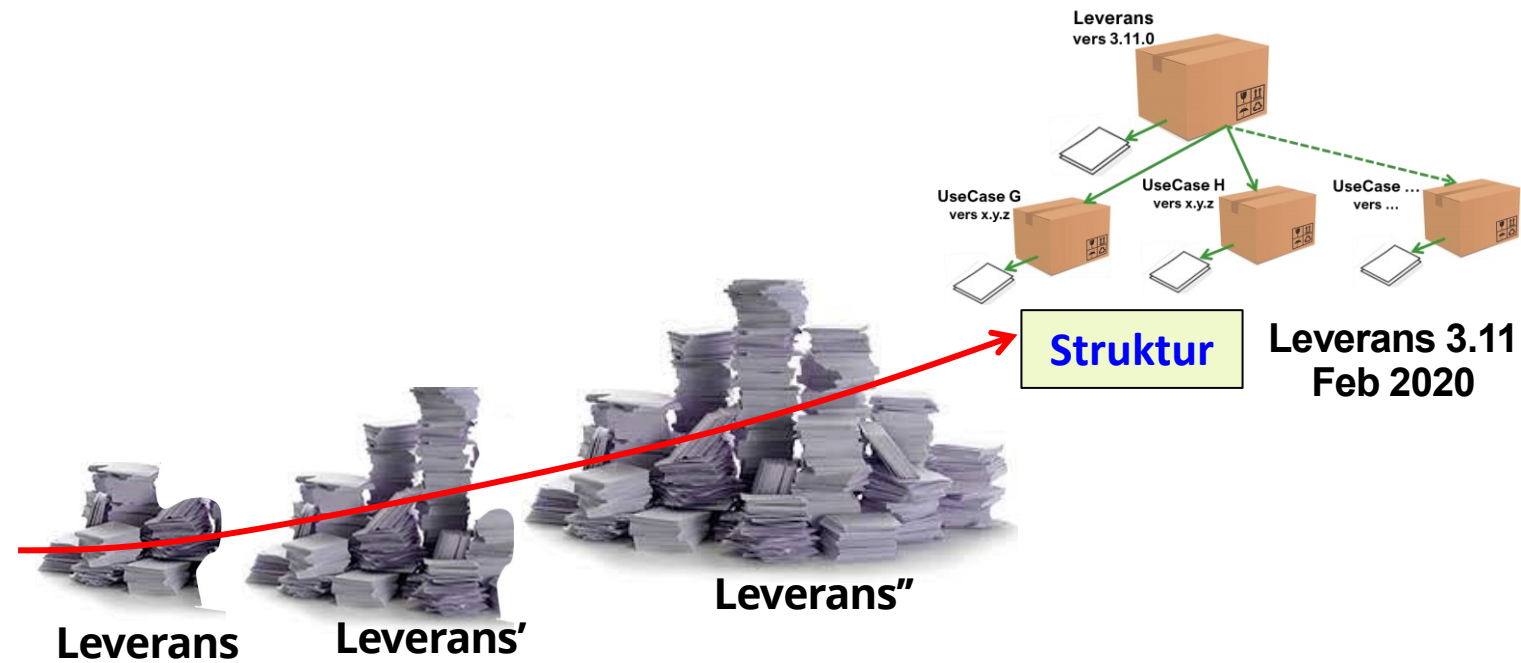 Leverans
vers 3.11.0
UseCase G
vers x.y.z
UseCase H
vers x.y.z
UseCase ...
vers ...
Struktur
Leverans 3.11
Feb 2020
Leverans”
Leverans’
Leverans